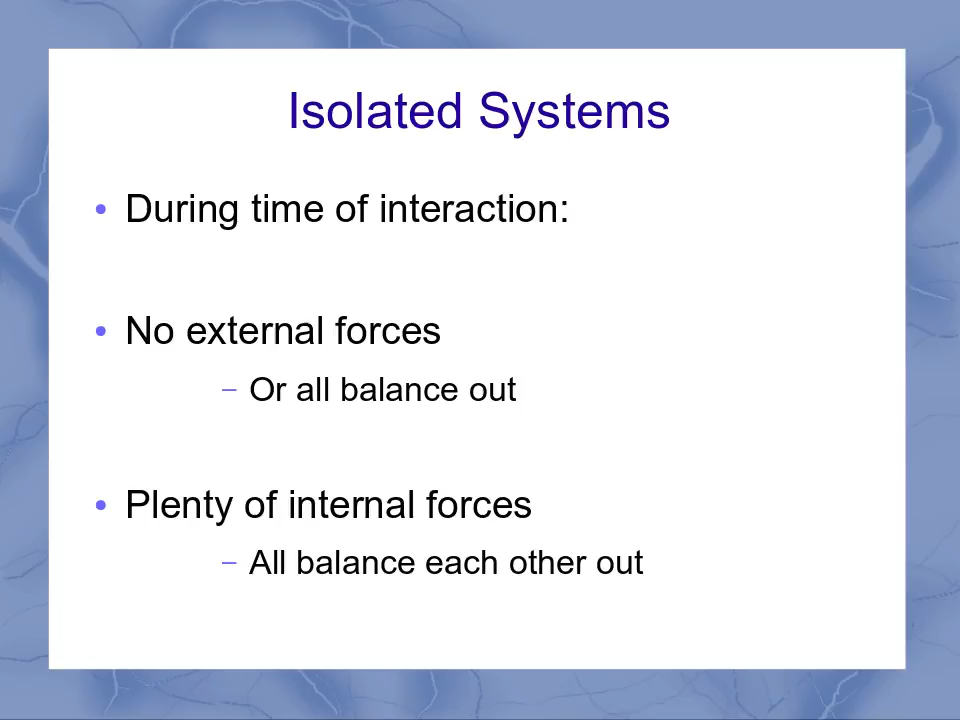 Isolated Systems
• During time of interaction:
• No external forces
– Or all balance out
• Plenty of internal forces
– All balance each other out